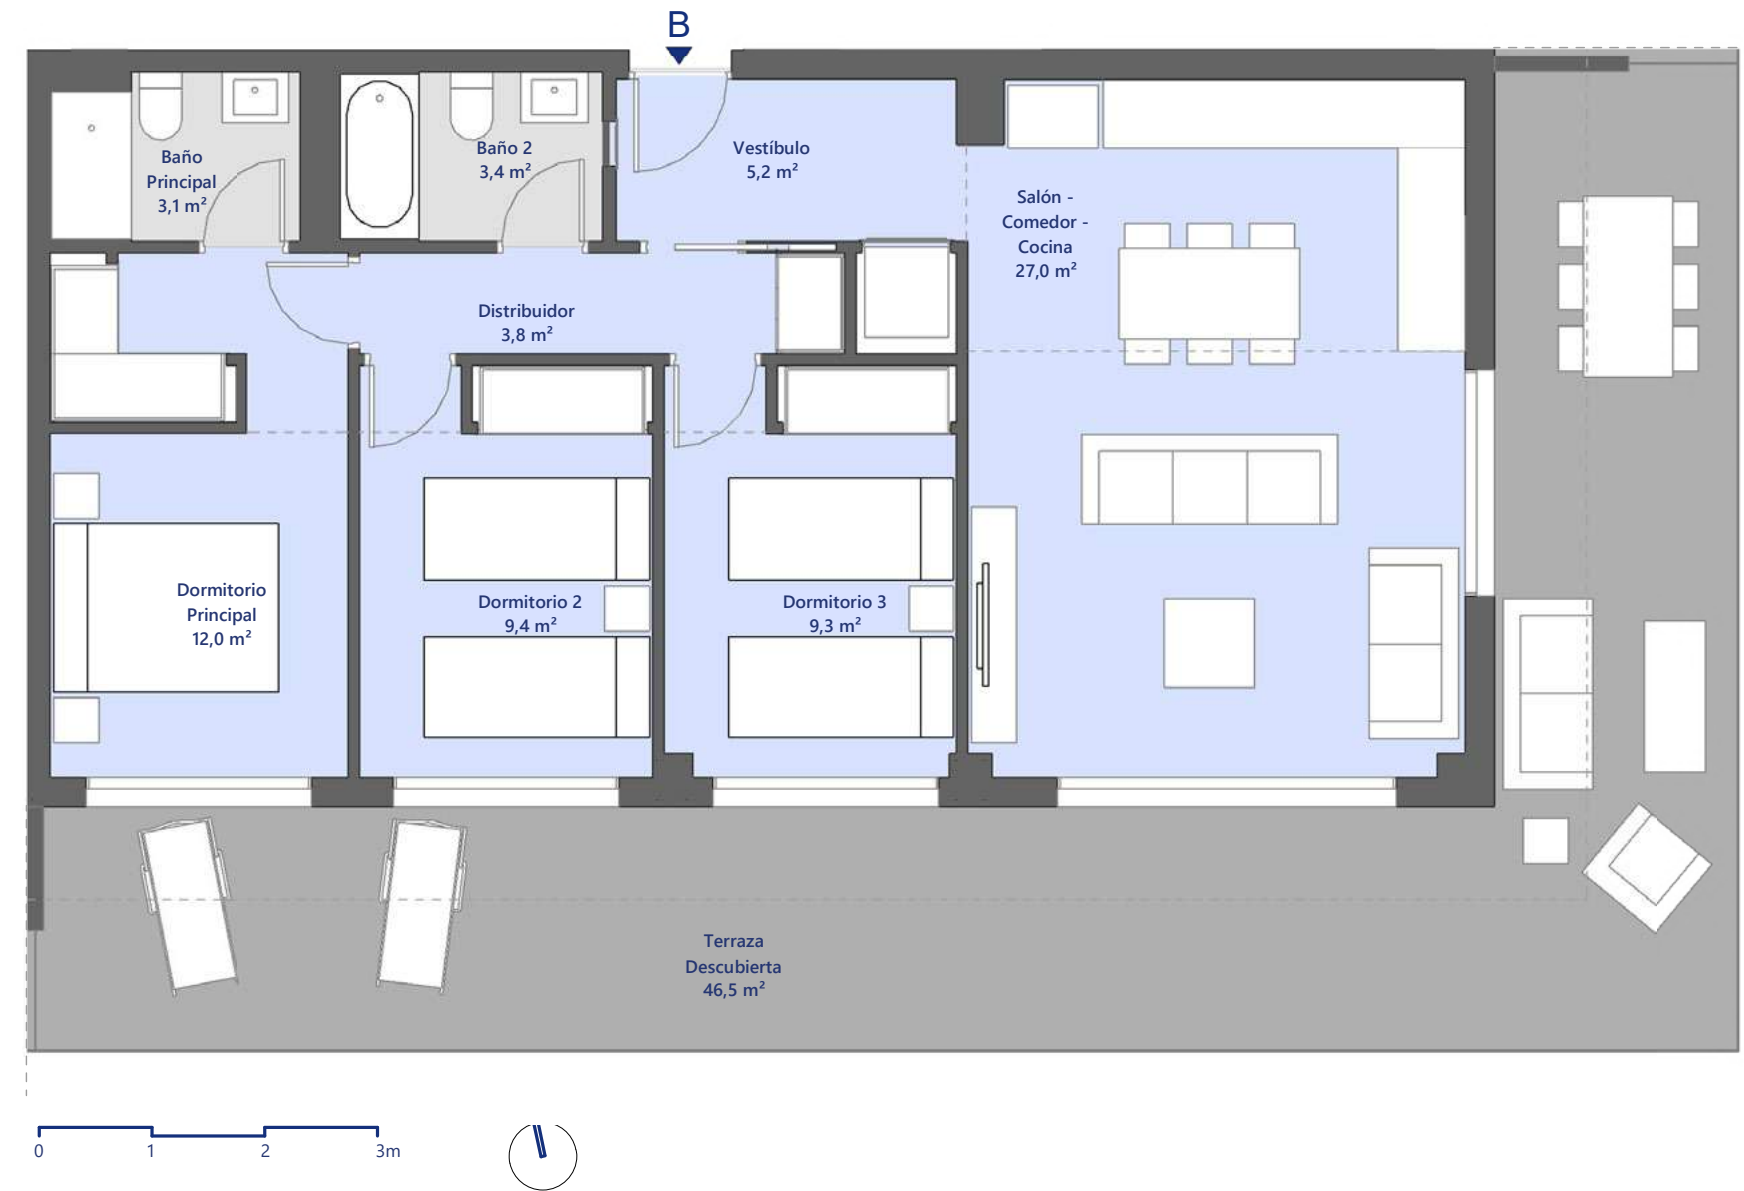 B
Baño
Principal
3,1 m²
Baño 2
3,4 m²
Vestíbulo
5,2 m²
Salón -
Comedor -
Cocina
27,0 m²
Distribuidor
3,8 m²
Dormitorio
Principal
12,0 m²
Dormitorio 2
9,4 m²
Dormitorio 3
9,3 m²
Terraza
Descubierta
46,5 m²
0 1 2 3m